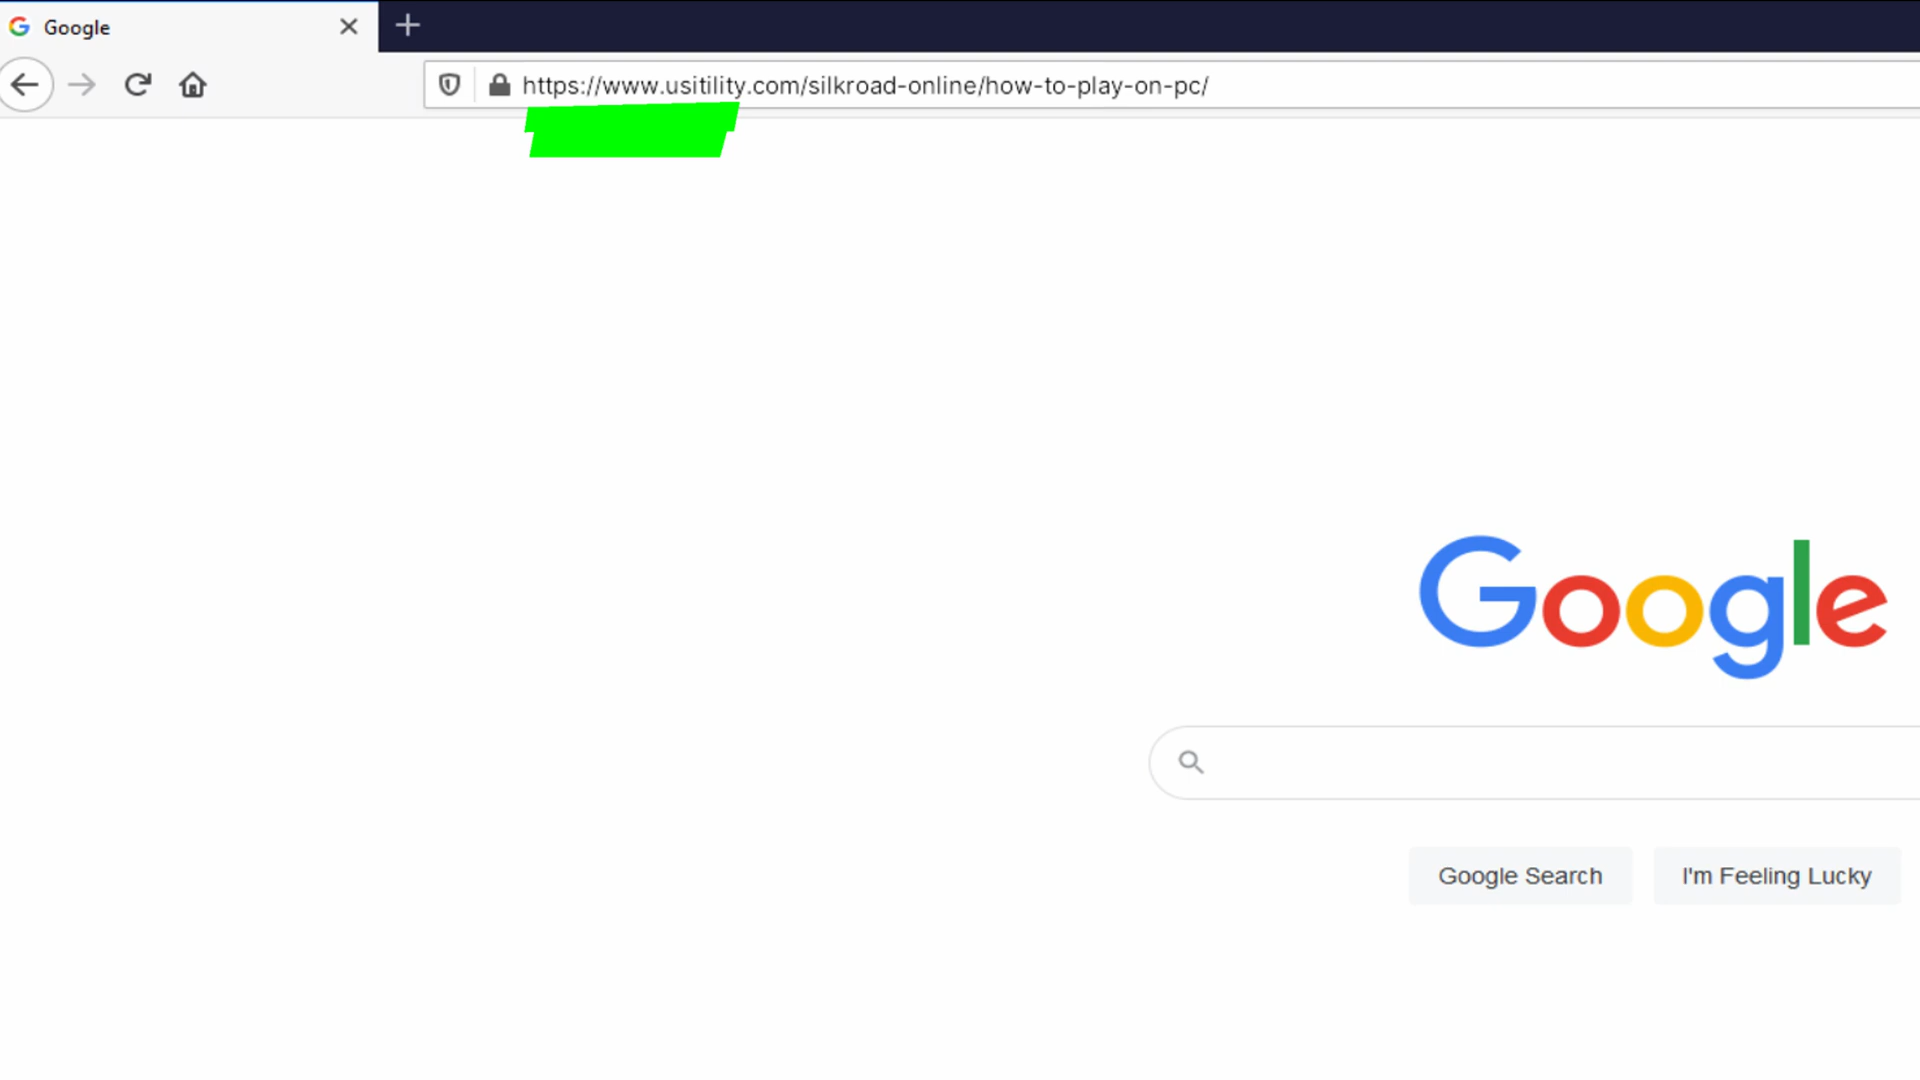 Google
https://www.usitility.com/silkroad-online/how-to-play-on-pc/
Google
Google Search
I'm Feeling Lucky